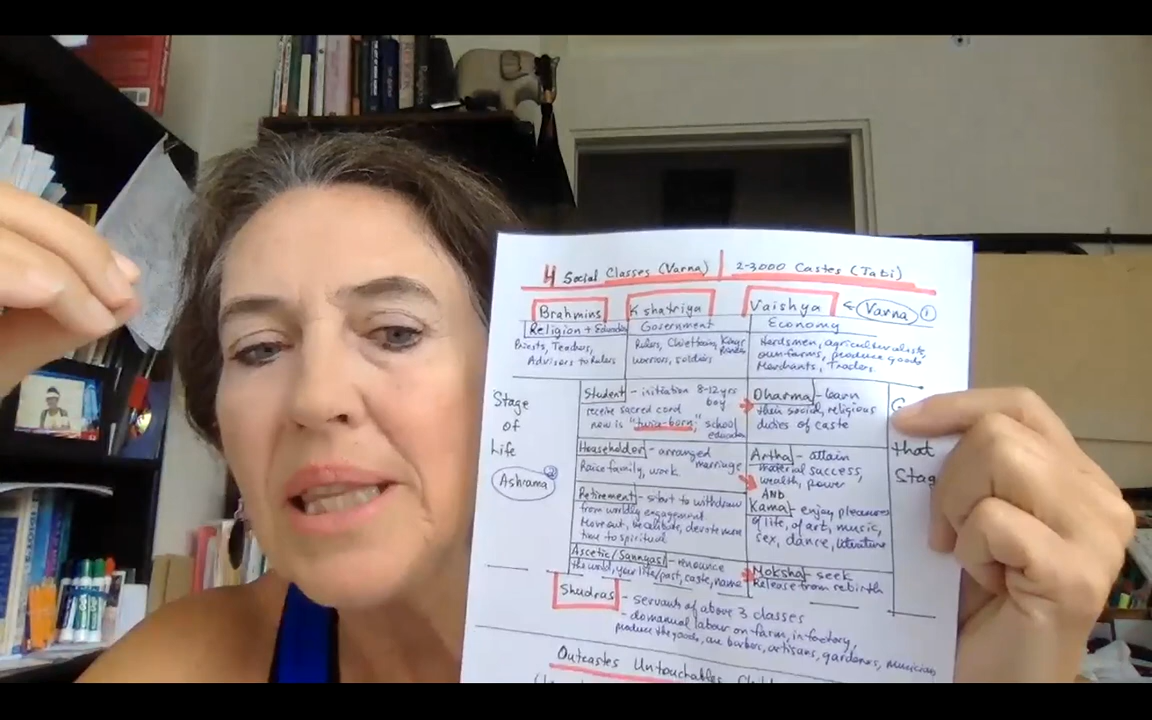 4 Social Classes (Varna) | 2-3000 Castes (Jati)
Brahmins Kshatriya Vaishya ← Varna 1
Religion + Education Government Economy
Priests, Teachers,
Advisors to Rulers
Rulers, Chieftains, Kings
warriors, soldiers
Herdsmen, agriculturalists,
own farms, produce goods
Merchants, Traders
Stage
of
Life
Ashrama 2
Student - initiation 8-12 yrs
boy
receive sacred cord
now is "twice-born"; school
education
Householder - arranged
marriage
Raise family, work
Retirement - start to withdraw
from worldly engagement
Move out, be celibate, devote more
time to spiritual
Ascetic/Sannyasi - renounce
the world, your life/past, caste, name
Dharma - learn
their social, religious
duties of caste
Artha - attain
material success,
wealth, power
AND
Kama - enjoy pleasures
of life, of art, music,
sex, dance, literature
Moksha - seek
Release from rebirth
that
Stag
Shudras - servants of above 3 classes
- do manual labour on farm, in factory,
produce the goods, are barbers, artisans, gardenes, musicians
Outcastes Untouchables